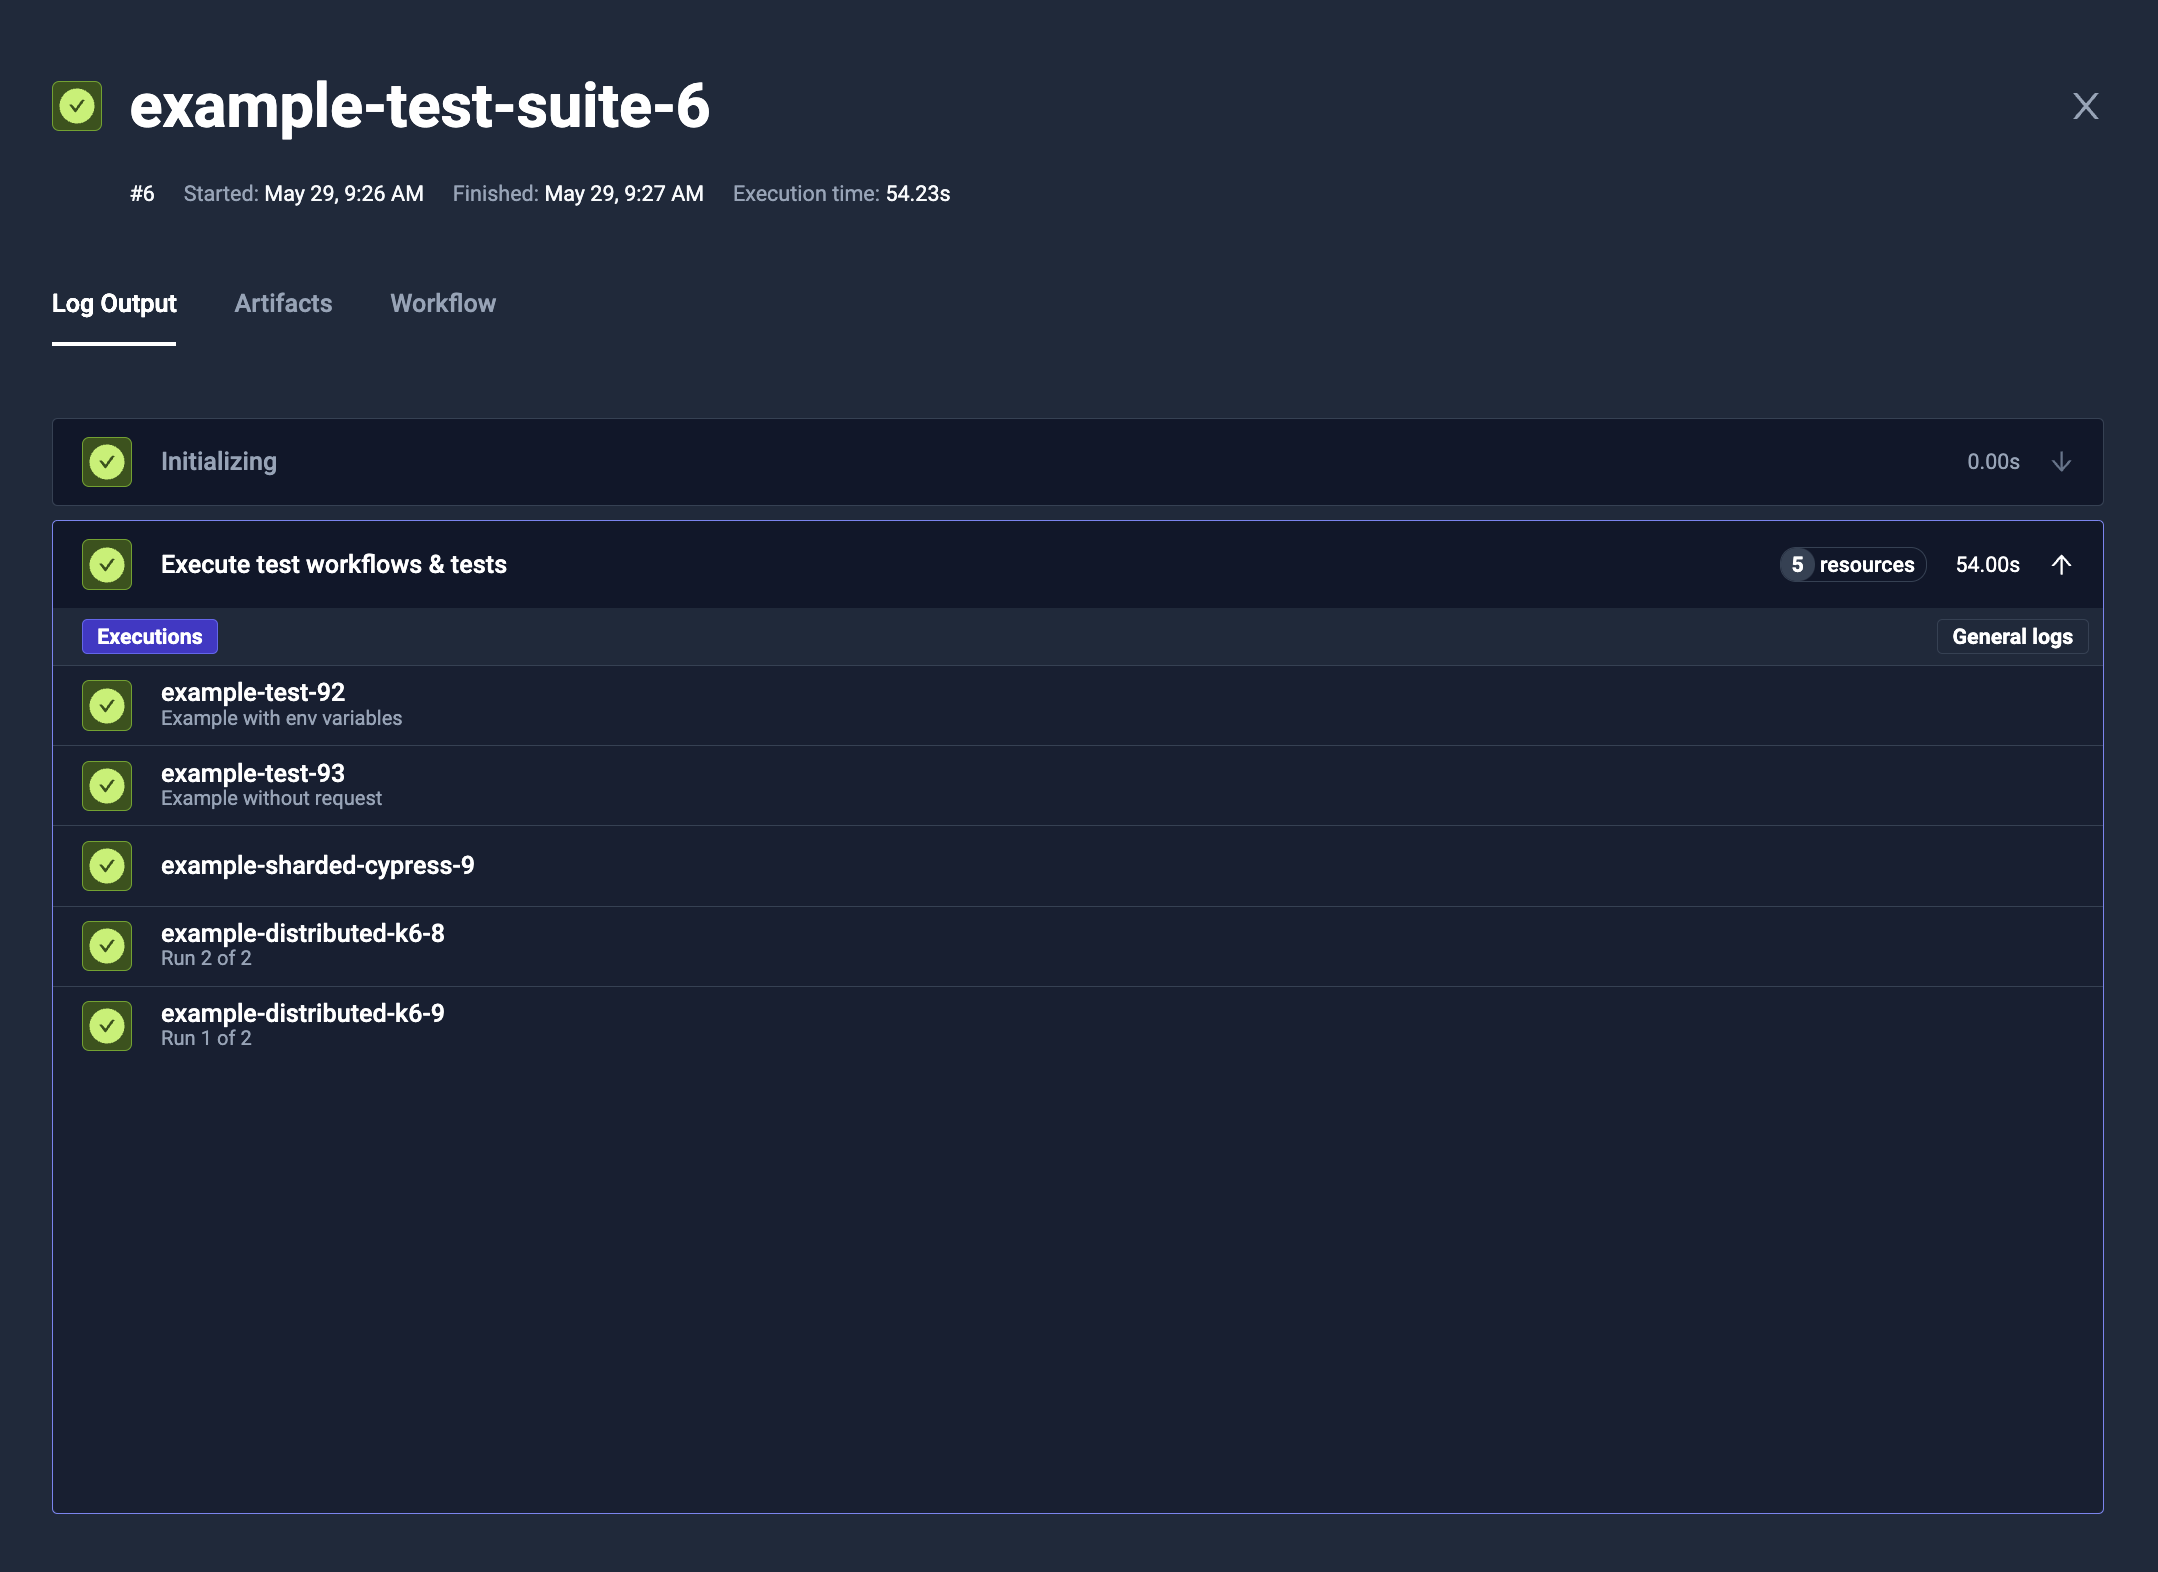 example-test-suite-6
#6 Started: May 29, 9:26 AM Finished: May 29, 9:27 AM Execution time: 54.23s
Log Output Artifacts Workflow
Initializing 0.00s
Execute test workflows & tests 5 resources 54.00s
Executions General logs
example-test-92
Example with env variables
example-test-93
Example without request
example-sharded-cypress-9
example-distributed-k6-8
Run 2 of 2
example-distributed-k6-9
Run 1 of 2